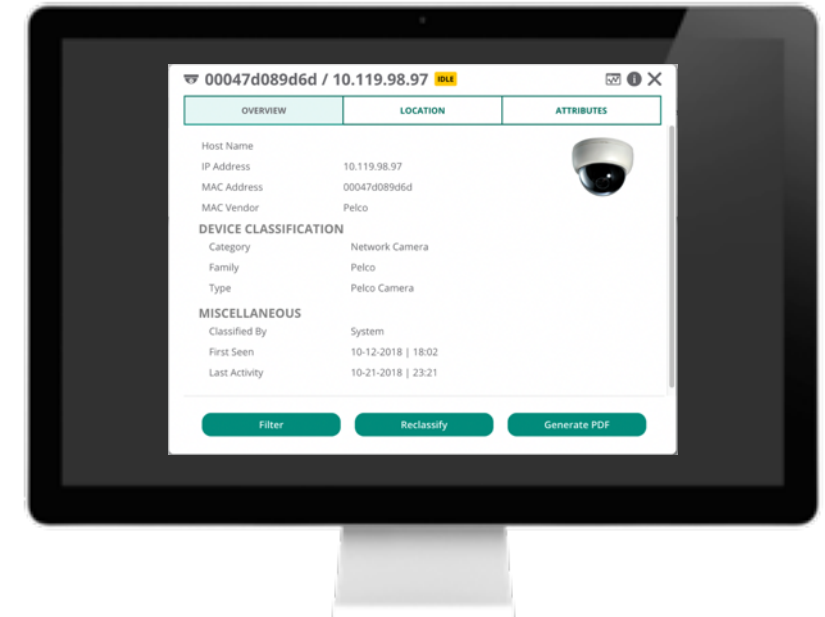 00047d089d6d / 10.119.98.97 IDLE
OVERVIEW LOCATION ATTRIBUTES
Host Name
IP Address 10.119.98.97
MAC Address 00047d089d6d
MAC Vendor Pelco
DEVICE CLASSIFICATION
Category Network Camera
Family Pelco
Type Pelco Camera
MISCELLANEOUS
Classified By System
First Seen 10-12-2018 | 18:02
Last Activity 10-21-2018 | 23:21
Filter Reclassify Generate PDF